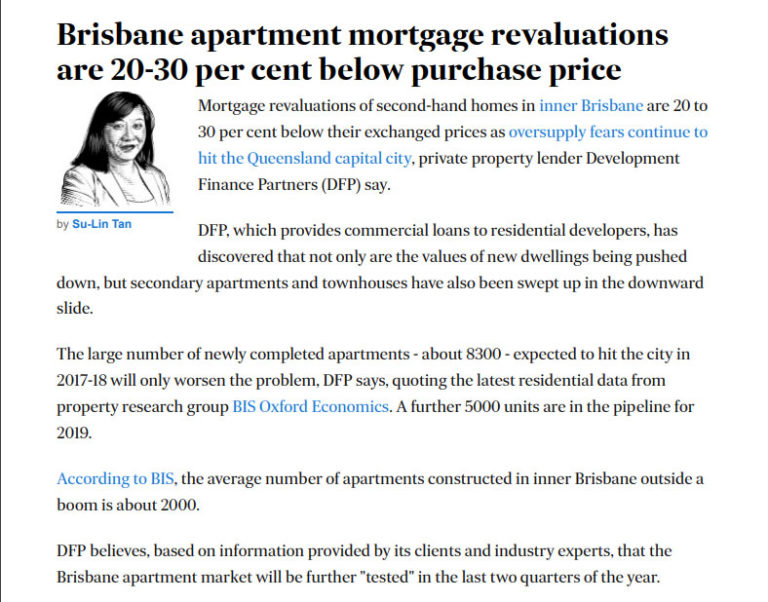 Brisbane apartment mortgage revaluations
are 20-30 per cent below purchase price
by Su-Lin Tan
Mortgage revaluations of second-hand homes in inner Brisbane are 20 to
30 per cent below their exchanged prices as oversupply fears continue to
hit the Queensland capital city, private property lender Development
Finance Partners (DFP) say.
DFP, which provides commercial loans to residential developers, has
discovered that not only are the values of new dwellings being pushed
down, but secondary apartments and townhouses have also been swept up in the downward
slide.
The large number of newly completed apartments - about 8300 - expected to hit the city in
2017-18 will only worsen the problem, DFP says, quoting the latest residential data from
property research group BIS Oxford Economics. A further 5000 units are in the pipeline for
2019.
According to BIS, the average number of apartments constructed in inner Brisbane outside a
boom is about 2000.
DFP believes, based on information provided by its clients and industry experts, that the
Brisbane apartment market will be further "tested" in the last two quarters of the year.